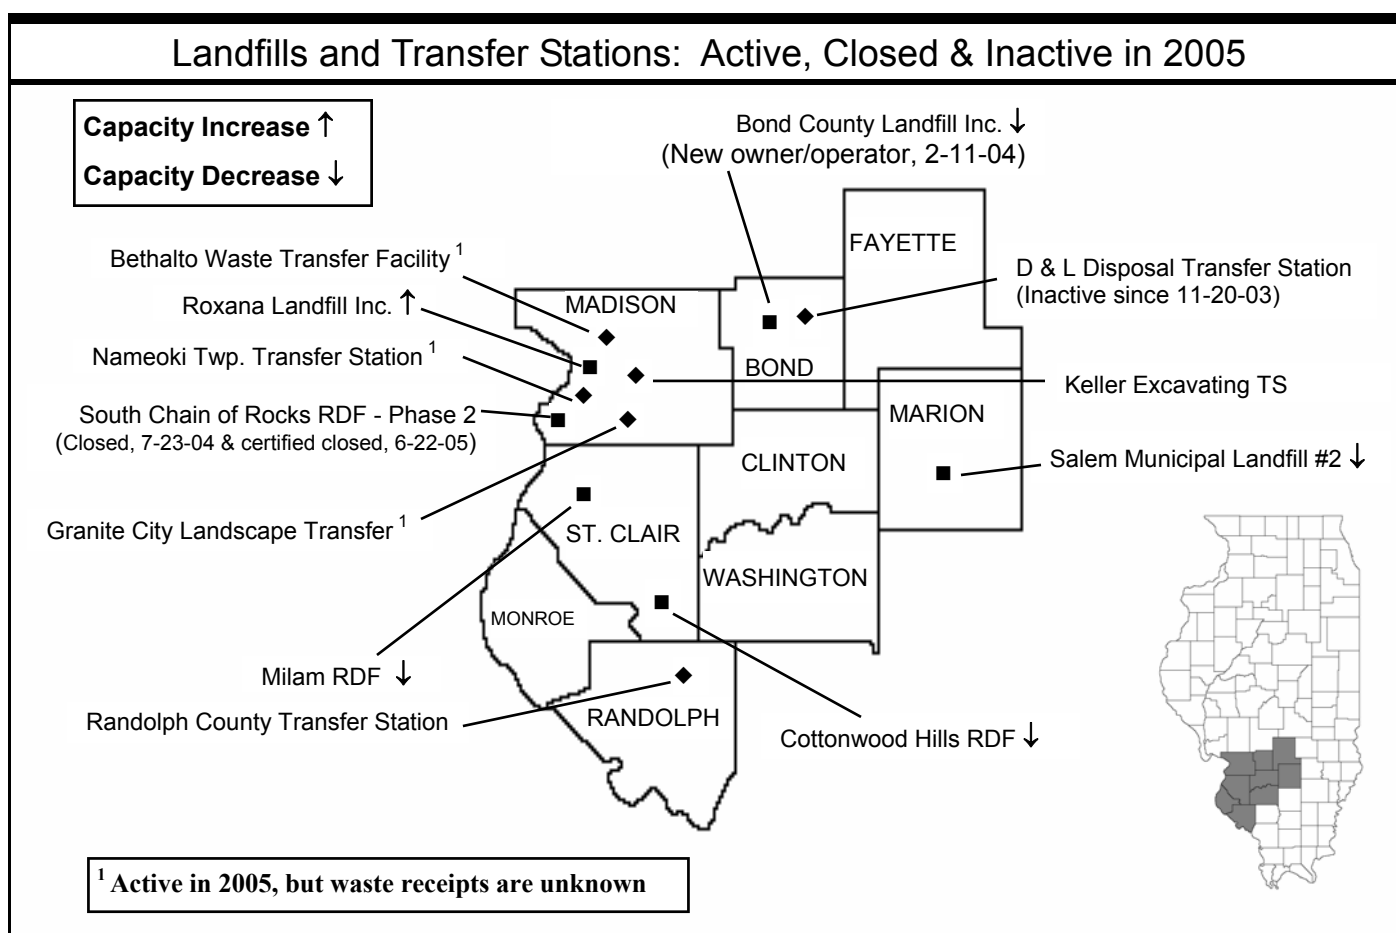 Landfills and Transfer Stations: Active, Closed & Inactive in 2005
Capacity Increase ↑
Capacity Decrease ↓
Bond County Landfill Inc. ↓
(New owner/operator, 2-11-04)
FAYETTE
Bethalto Waste Transfer Facility ¹
D & L Disposal Transfer Station
(Inactive since 11-20-03)
Roxana Landfill Inc. ↑
MADISON
Nameoki Twp. Transfer Station ¹
BOND
Keller Excavating TS
South Chain of Rocks RDF - Phase 2
(Closed, 7-23-04 & certified closed, 6-22-05)
MARION
CLINTON
Salem Municipal Landfill #2 ↓
Granite City Landscape Transfer ¹
ST. CLAIR
WASHINGTON
MONROE
Milam RDF ↓
Randolph County Transfer Station
RANDOLPH
Cottonwood Hills RDF ↓
¹ Active in 2005, but waste receipts are unknown